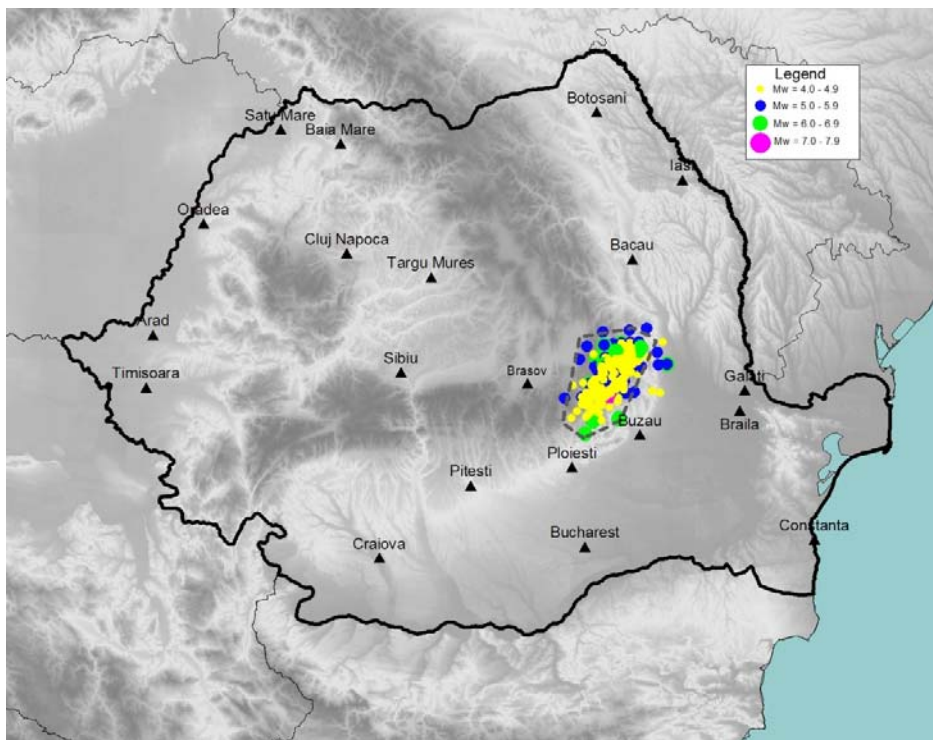 Legend
Mw = 4.0 - 4.9
Mw = 5.0 - 5.9
Mw = 6.0 - 6.9
Mw = 7.0 - 7.9
Botosani
Satu Mare
Baia Mare
Iasi
Oradea
Cluj Napoca
Bacau
Targu Mures
Arad
Sibiu
Brasov
Timisoara
Galati
Braila
Buzau
Ploiesti
Pitesti
Constanta
Bucharest
Craiova